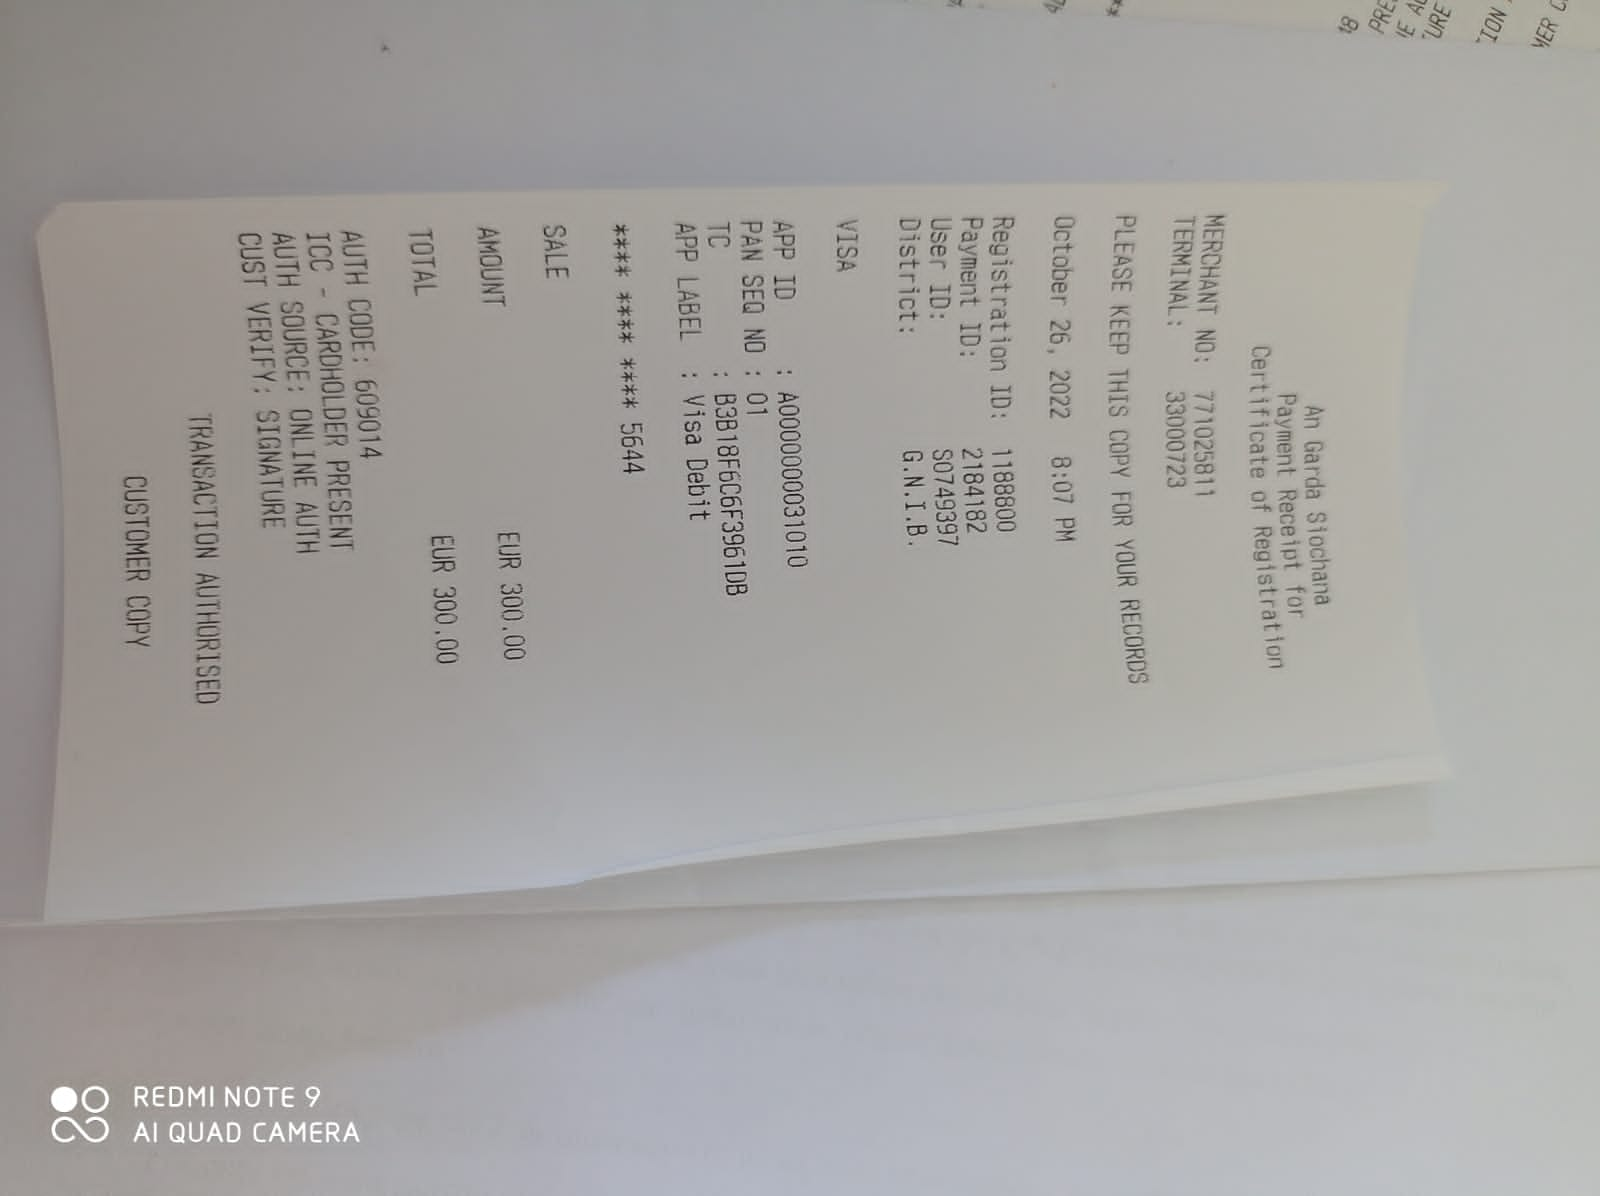 An Garda Siochana
Payment Receipt for
Certificate of Registration
MERCHANT NO: 771025811
TERMINAL: 33000723
PLEASE KEEP THIS COPY FOR YOUR RECORDS
October 26, 2022 8:07 PM
Registration ID: 1188800
Payment ID: 2184182
User ID: S0749397
District: G.N.I.B.
VISA
APP ID : A0000000031010
PAN SEQ NO : 01
TC : B3B18F6C6F3961DB
APP LABEL : Visa Debit
**** **** **** 5644
SALE
AMOUNT EUR 300.00
TOTAL EUR 300.00
AUTH CODE: 609014
ICC - CARDHOLDER PRESENT
AUTH SOURCE: ONLINE AUTH
CUST VERIFY: SIGNATURE
TRANSACTION AUTHORISED
CUSTOMER COPY
REDMI NOTE 9
AI QUAD CAMERA